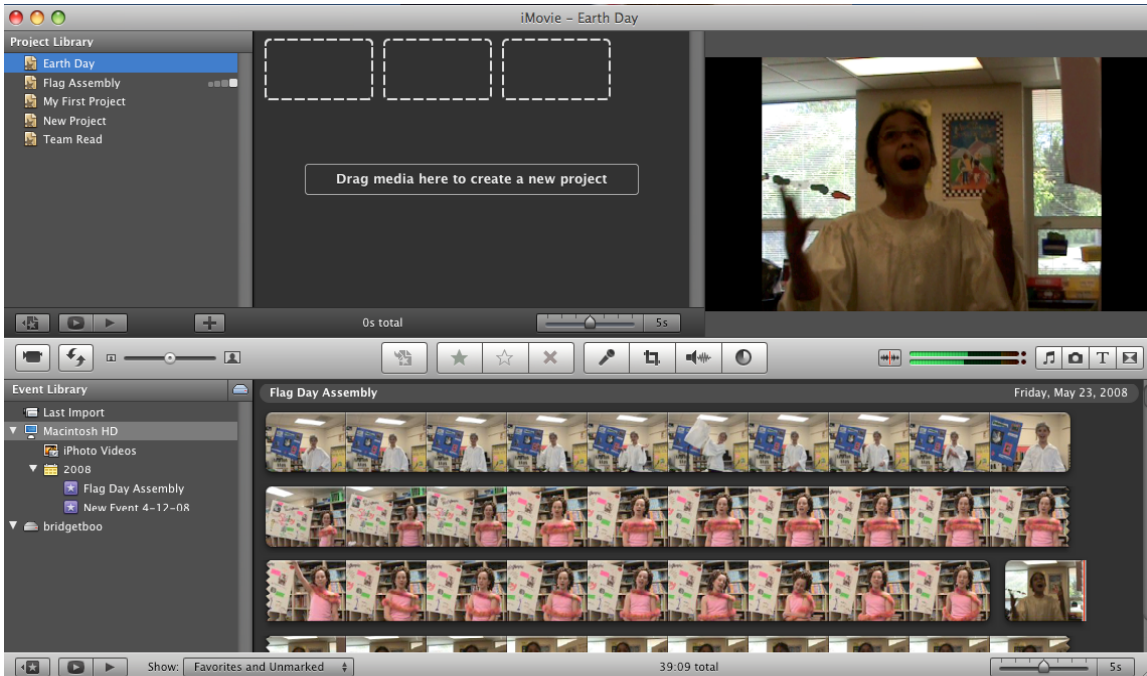 iMovie – Earth Day
Project Library
Earth Day
Flag Assembly
My First Project
New Project
Team Read
Drag media here to create a new project
0s total
5s
T
Event Library
Flag Day Assembly
Friday, May 23, 2008
Last Import
Macintosh HD
iPhoto Videos
2008
Flag Day Assembly
New Event 4-12-08
bridgetboo
Show: Favorites and Unmarked
39:09 total
5s